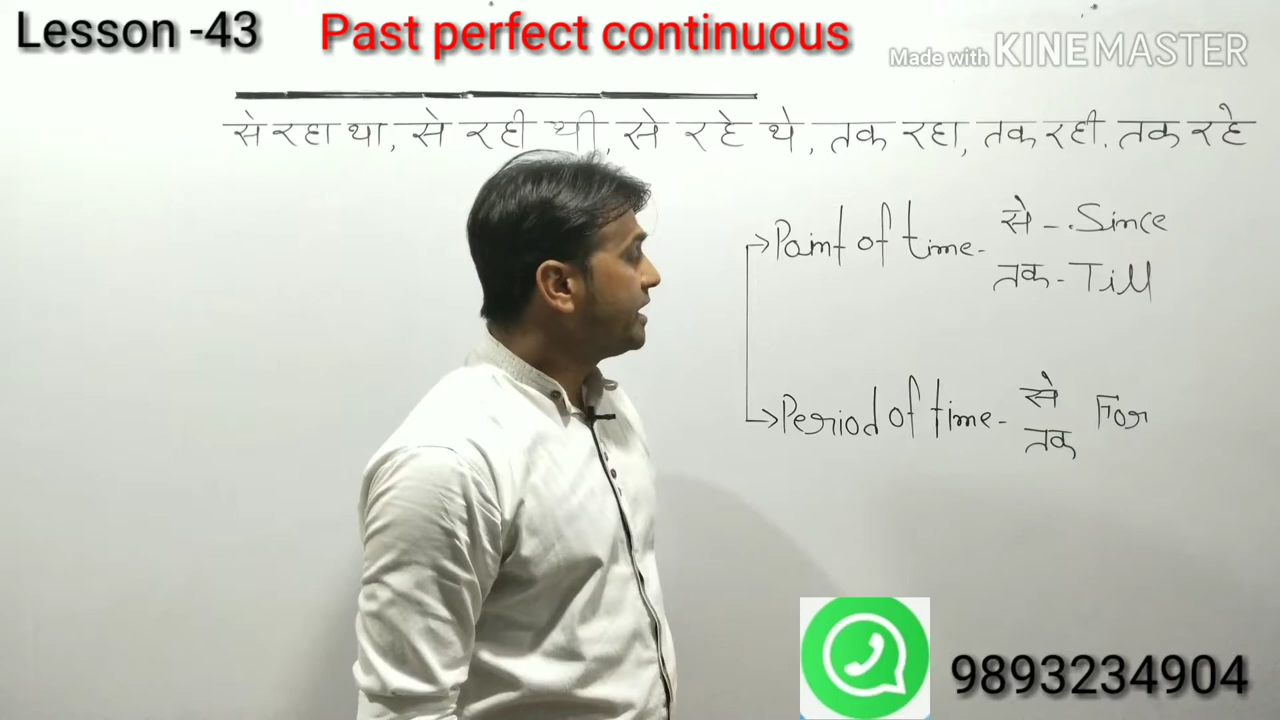 Lesson -43 Past perfect continuous
Made with KINEMASTER
से रहा था, से रही थी, से रहे थे, तक रहा, तक रही. तक रहे
Point of time- से - Since
तक - Till
Period of time- से For
तक
9893234904